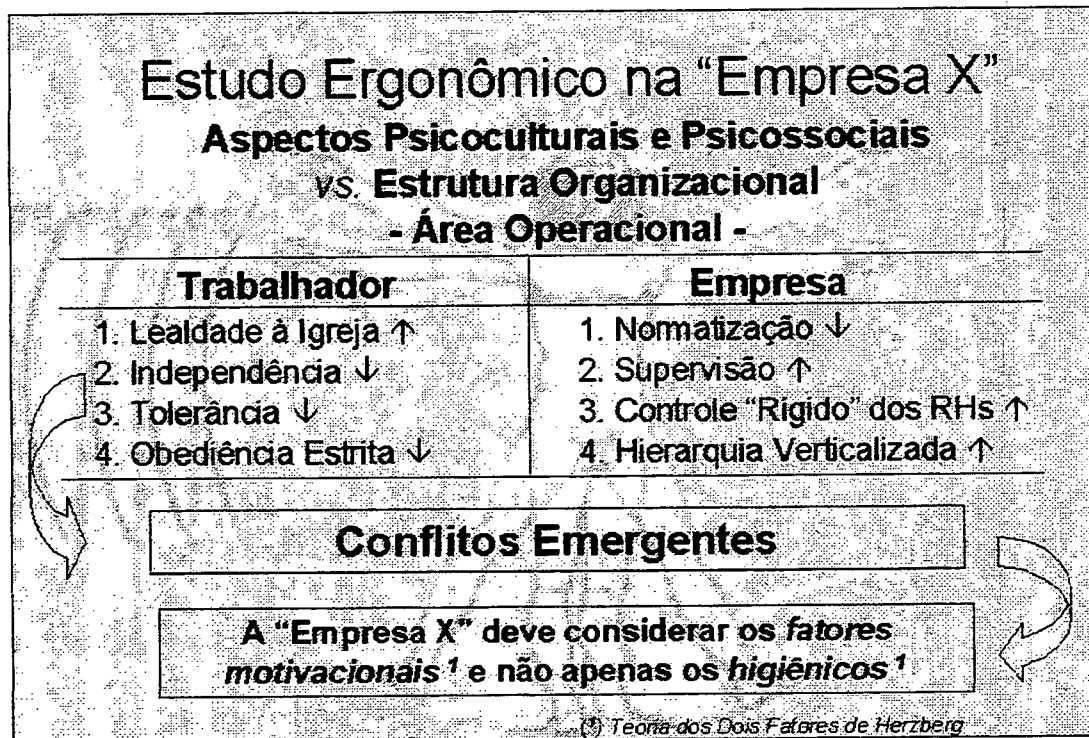 Estudo Ergonômico na "Empresa X"
Aspectos Psicoculturais e Psicossociais
vs. Estrutura Organizacional
- Área Operacional -
Trabalhador
1. Lealdade à Igreja ↑
2. Independência ↓
3. Tolerância ↓
4. Obediência Estrita ↓
Empresa
1. Normatização ↓
2. Supervisão ↑
3. Controle "Rígido" dos RHs ↑
4. Hierarquia Verticalizada ↑
Conflitos Emergentes
A "Empresa X" deve considerar os fatores
motivacionais ¹ e não apenas os higiênicos ¹
(¹) Teoria dos Dois Fatores de Herzberg